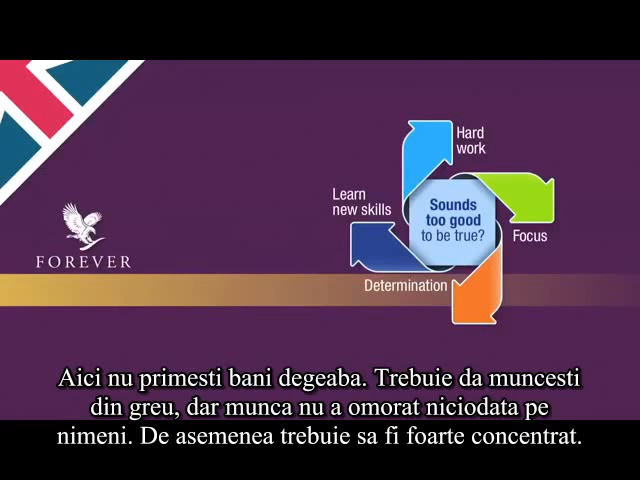 Hard
work
Learn
new skills
Sounds
too good
to be true?
Focus
Determination
FOREVER
Aici nu primesti bani degeaba. Trebuie da muncesti
din greu, dar munca nu a omorat niciodata pe
nimeni. De asemenea trebuie sa fi foarte concentrat.